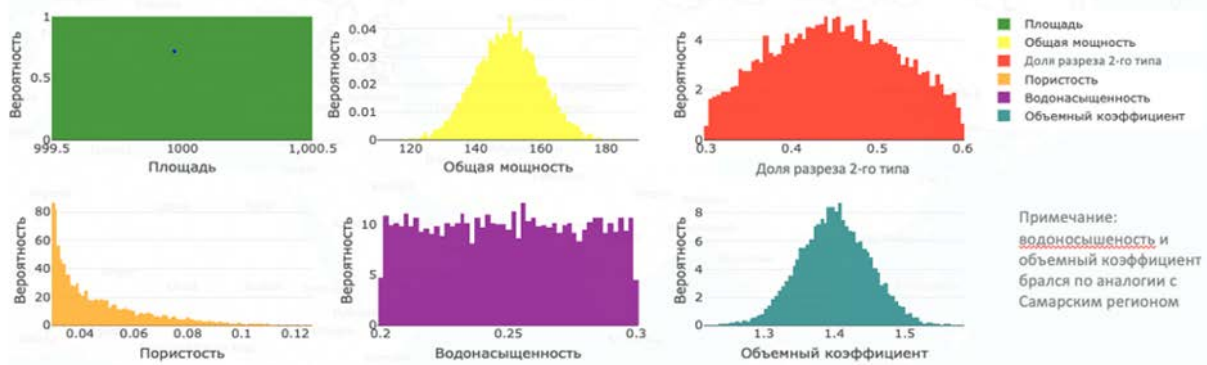 Вероятность
1
0.5
0
999.5
1000
1,000.5
Площадь
Вероятность
0.04
0.03
0.02
0.01
0
120
140
160
180
Общая мощность
Вероятность
4
2
0
0.3
0.4
0.5
0.6
Доля разреза 2-го типа
Площадь
Общая мощность
Доля разреза 2-го типа
Пористость
Водонасыщенность
Объемный коэффициент
Вероятность
80
60
40
20
0
0.04
0.06
0.08
0.1
0.12
Пористость
Вероятность
10
5
0
0.2
0.25
0.3
Водонасыщенность
Вероятность
8
6
4
2
0
1.3
1.4
1.5
Объемный коэффициент
Примечание:
водоносышеность и
объемный коэффициент
брался по аналогии с
Самарским регионом